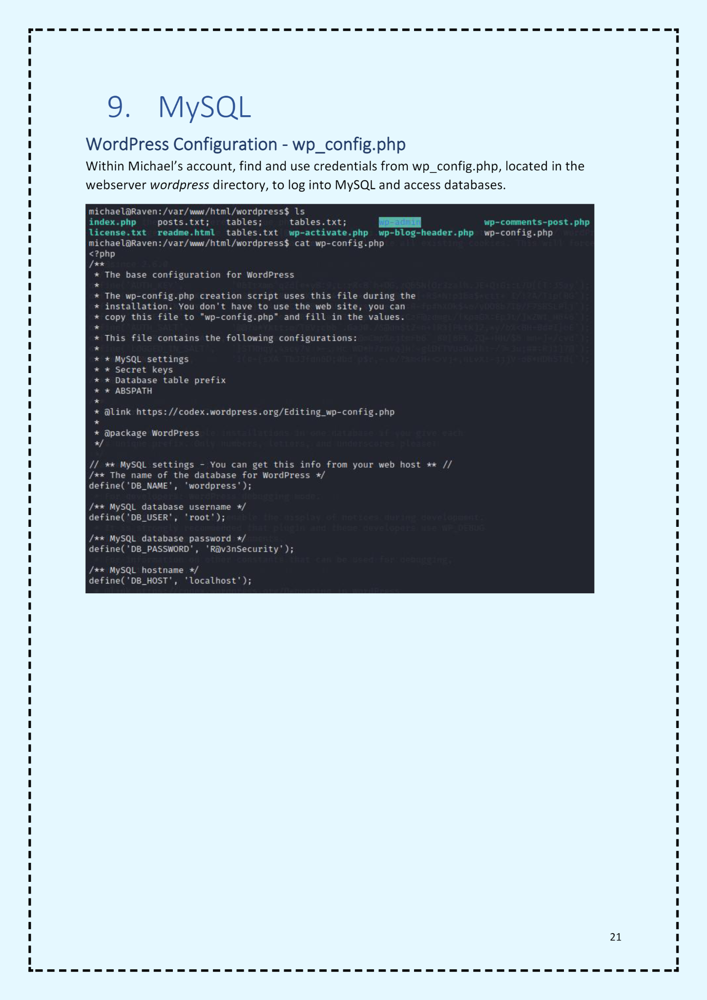 9. MySQL
WordPress Configuration - wp_config.php
Within Michael’s account, find and use credentials from wp_config.php, located in the
webserver wordpress directory, to log into MySQL and access databases.
michael@Raven:/var/www/html/wordpress$ ls
index.php posts.txt; tables; tables.txt; wp-admin wp-comments-post.php
license.txt readme.html tables.txt wp-activate.php wp-blog-header.php wp-config.php
michael@Raven:/var/www/html/wordpress$ cat wp-config.php
<?php
/**
* The base configuration for WordPress
*
* The wp-config.php creation script uses this file during the
* installation. You don't have to use the web site, you can
* copy this file to "wp-config.php" and fill in the values.
*
* This file contains the following configurations:
*
* * MySQL settings
* * Secret keys
* * Database table prefix
* * ABSPATH
*
* @link https://codex.wordpress.org/Editing_wp-config.php
*
* @package WordPress
*/
// ** MySQL settings - You can get this info from your web host ** //
/** The name of the database for WordPress */
define('DB_NAME', 'wordpress');
/** MySQL database username */
define('DB_USER', 'root');
/** MySQL database password */
define('DB_PASSWORD', 'R@v3nSecurity');
/** MySQL hostname */
define('DB_HOST', 'localhost');
21